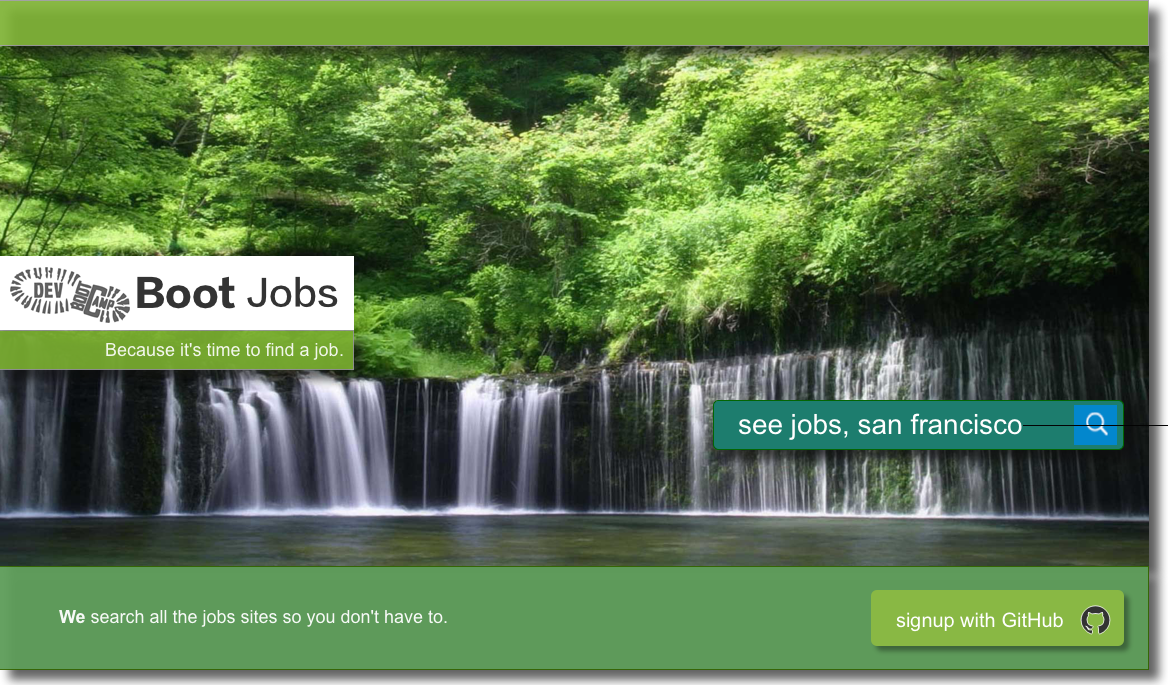 DEV
BOOT
CAMP
Boot Jobs
Because it's time to find a job.
see jobs, san francisco
We search all the jobs sites so you don't have to.
signup with GitHub